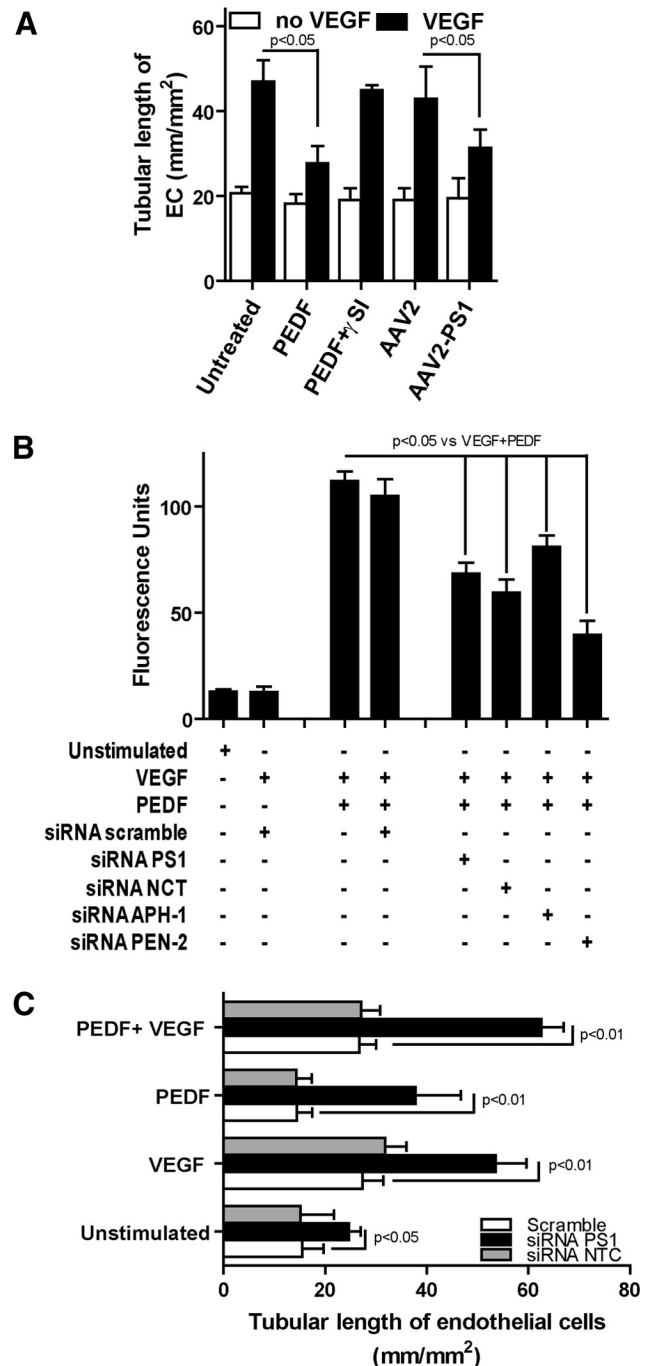 A
no VEGF VEGF
p<0.05 p<0.05
60
40
20
0
Tubular length of
EC (mm/mm²)
Untreated
PEDF
PEDF+γ SI
AAV2
AAV2-PS1
B
p<0.05 vs VEGF+PEDF
100
50
0
Fluorescence Units
Unstimulated + - - - - - - -
VEGF - + + + + + + +
PEDF - - + + + + + +
siRNA scramble - + - + - - - -
siRNA PS1 - - - - + - - -
siRNA NCT - - - - - + - -
siRNA APH-1 - - - - - - + -
siRNA PEN-2 - - - - - - - +
C
PEDF+ VEGF
p<0.01
PEDF
p<0.01
VEGF
p<0.01
Unstimulated
p<0.05
Scramble
siRNA PS1
siRNA NTC
0 20 40 60 80
Tubular length of endothelial cells
(mm/mm²)